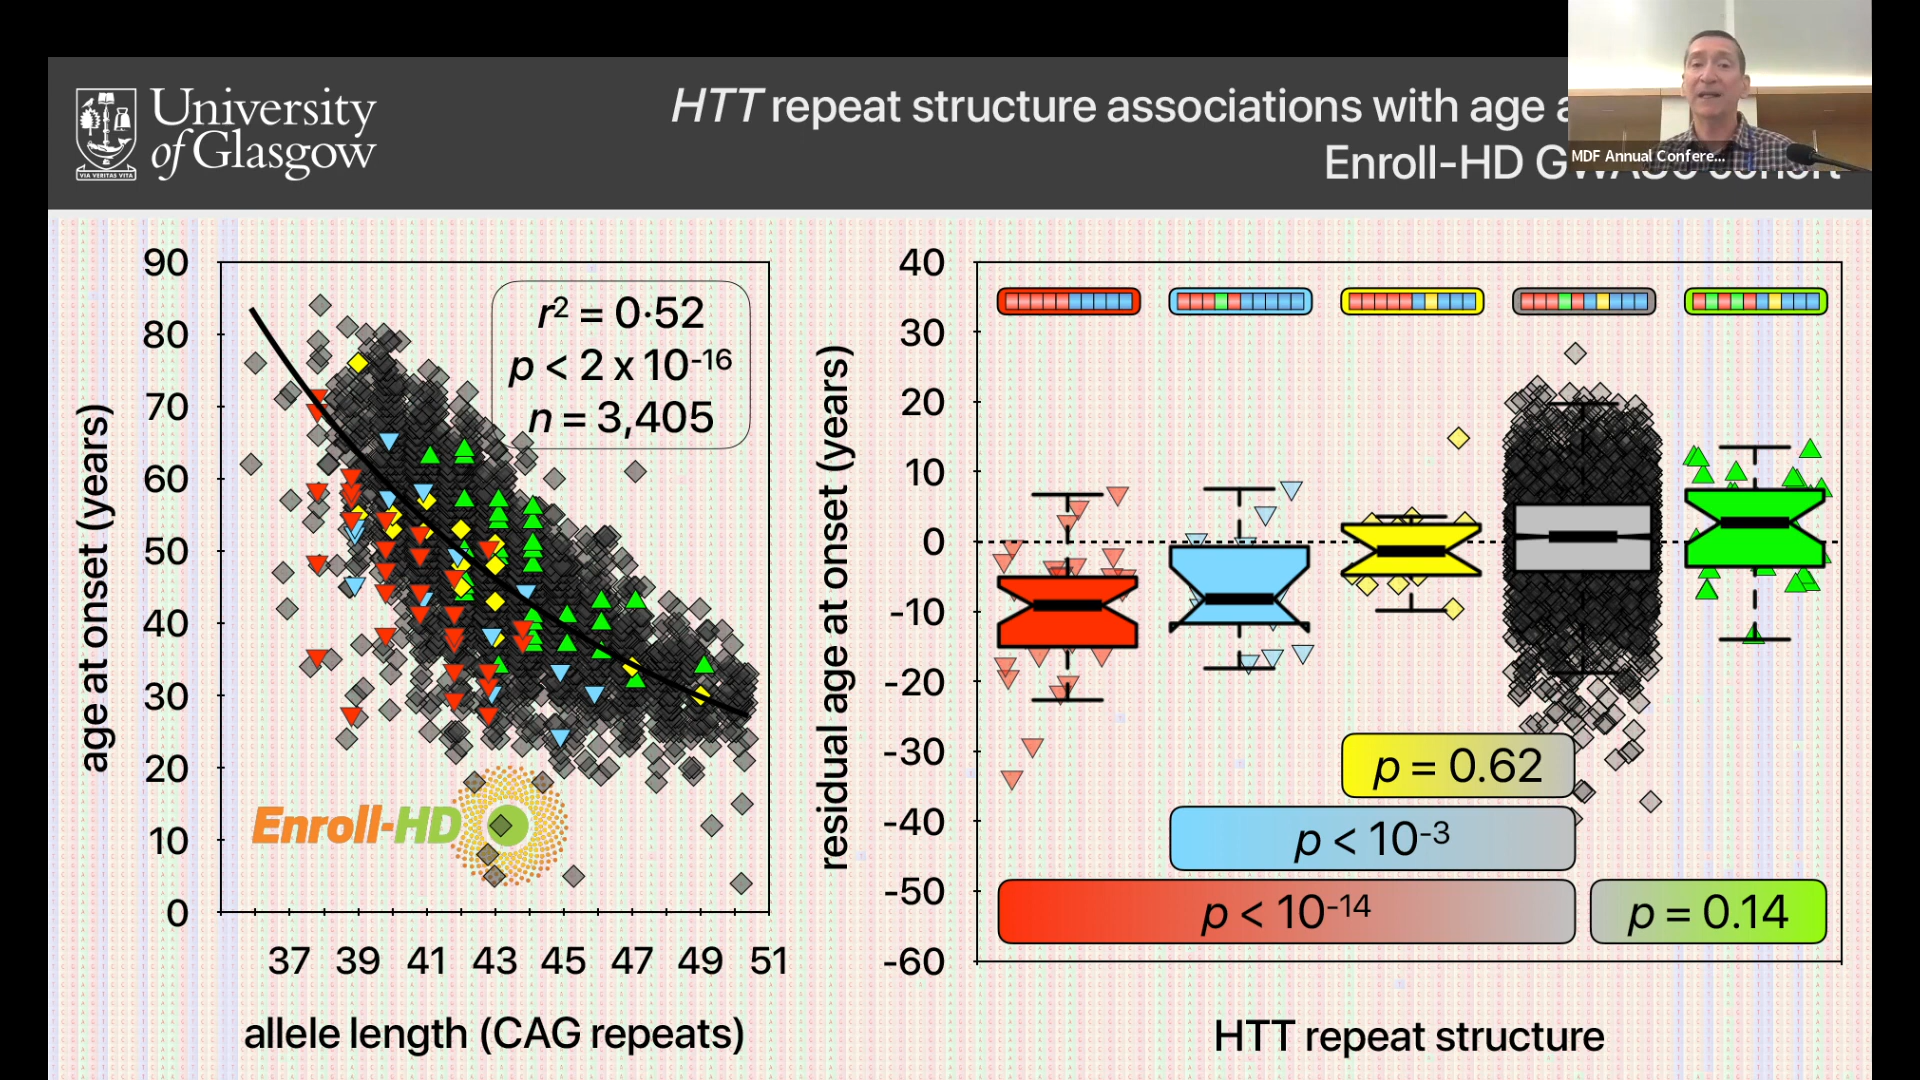 University
of Glasgow
VIA VERITAS VITA
HTT repeat structure associations with age a
Enroll-HD
MDF Annual Confere...
90
80
70
60
50
40
30
20
10
0
age at onset (years)
r² = 0·52
p < 2 x 10⁻¹⁶
n = 3,405
Enroll-HD
37 39 41 43 45 47 49 51
allele length (CAG repeats)
40
30
20
10
0
-10
-20
-30
-40
-50
-60
residual age at onset (years)
p = 0.62
p < 10⁻³
p < 10⁻¹⁴
p = 0.14
HTT repeat structure